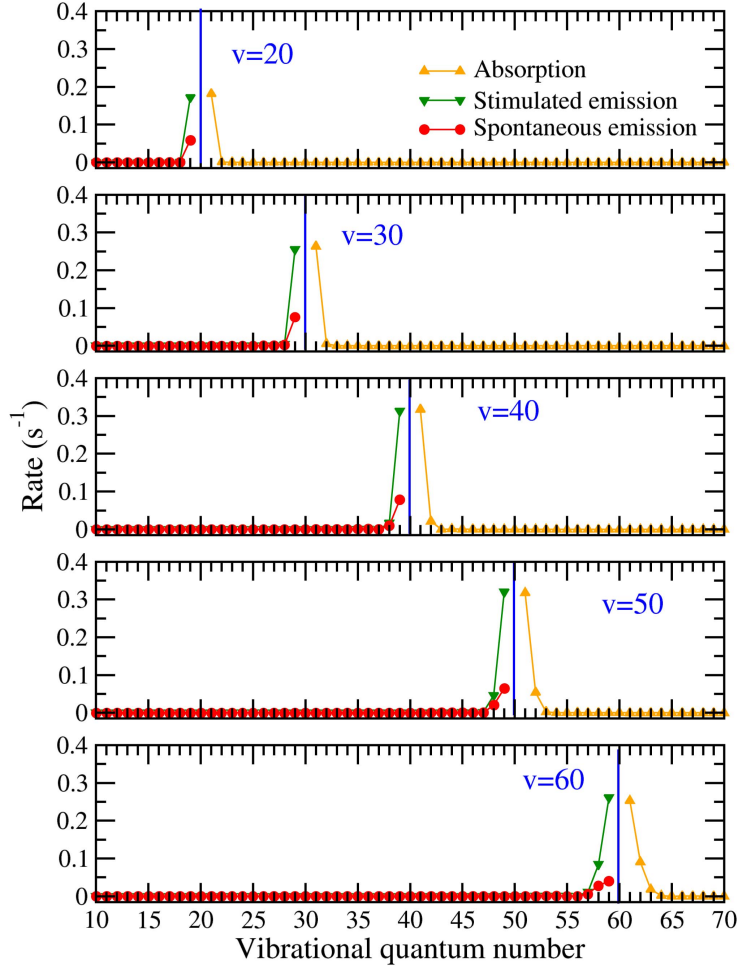 0.4
0.3
0.2
0.1
0
v=20
Absorption
Stimulated emission
Spontaneous emission
0.4
0.3
0.2
0.1
0
v=30
0.4
0.3
0.2
0.1
0
v=40
Rate (s⁻¹)
0.4
0.3
0.2
0.1
0
v=50
0.4
0.3
0.2
0.1
0
v=60
10 15 20 25 30 35 40 45 50 55 60 65 70
Vibrational quantum number